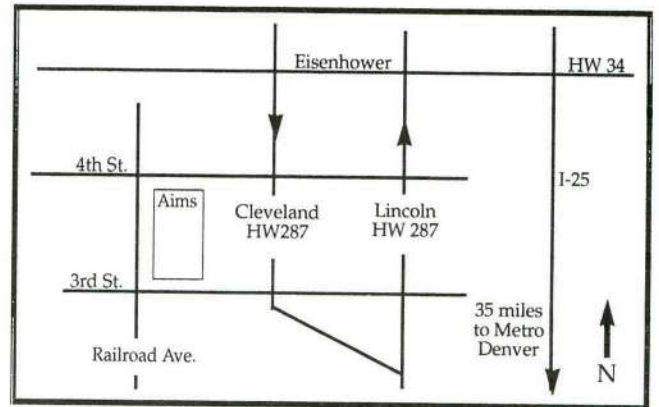 Eisenhower
HW 34
4th St.
I-25
Aims
Cleveland
HW287
Lincoln
HW 287
3rd St.
35 miles
to Metro
Denver
Railroad Ave.
N